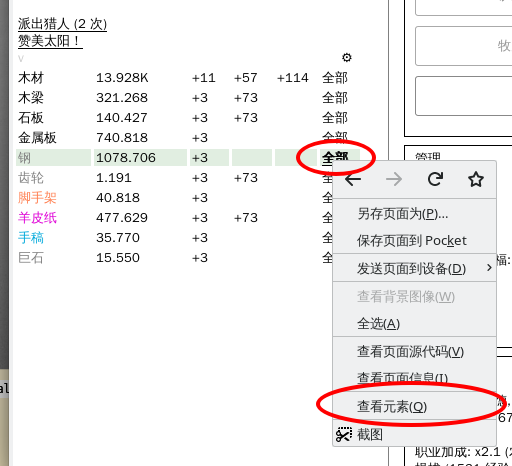 派出猎人 (2 次)
赞美太阳！
v
木材 13.928K +11 +57 +114 全部
木梁 321.268 +3 +73 全部
石板 140.427 +3 +73 全部
金属板 740.818 +3 全部
钢 1078.706 +3 全部
齿轮 1.191 +3 +73 全
脚手架 40.818 +3 全
羊皮纸 477.629 +3 +73 全
手稿 35.770 +3 全
巨石 15.550 +3 全
另存页面为(P)...
保存页面到 Pocket
发送页面到设备(D)
查看背景图像(W)
全选(A)
查看页面源代码(V)
查看页面信息(I)
查看元素(Q)
截图
牧
管理
福:
67
al
职业加成: x2.1